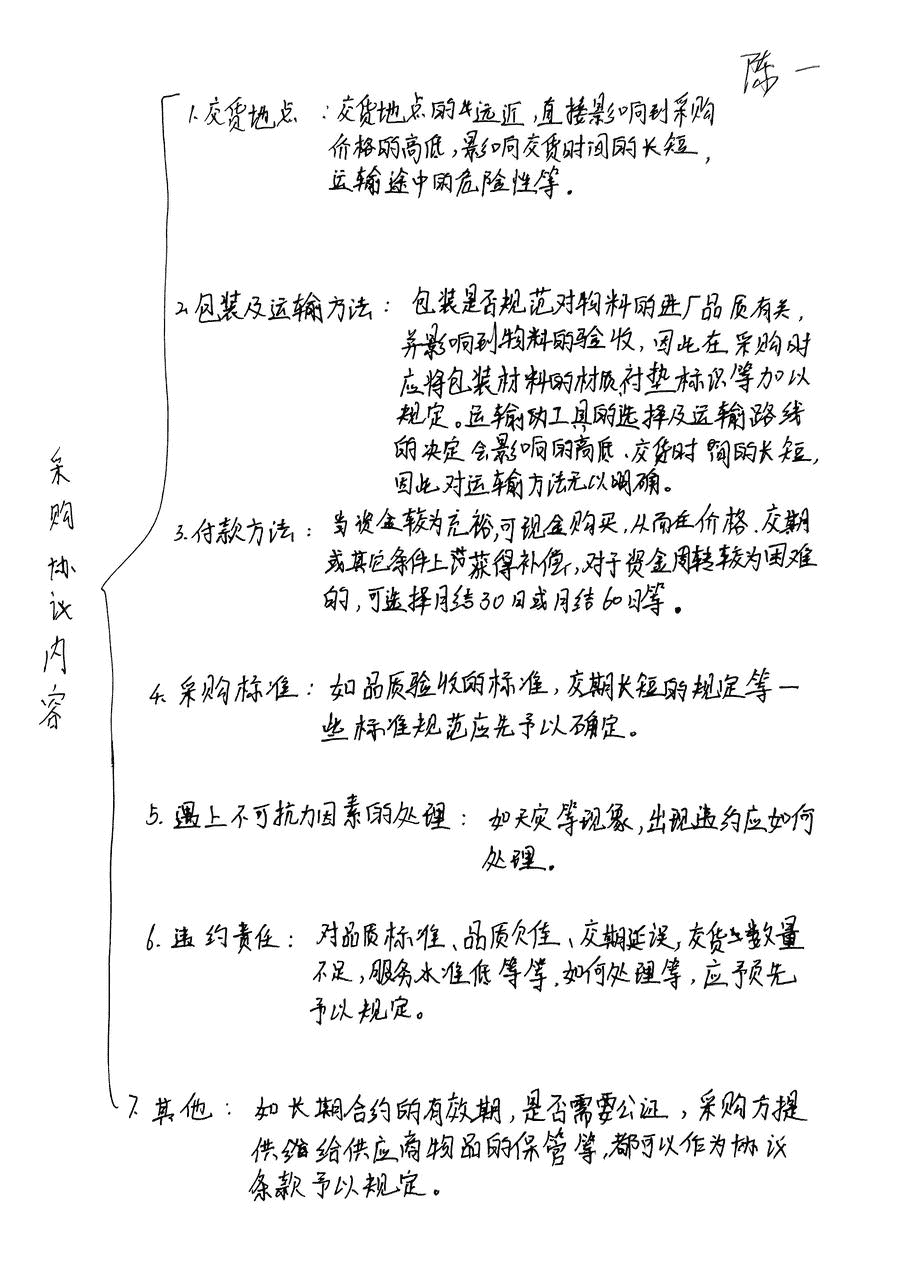 陈一
采购协议内容
1.交货地点：交货地点的远近，直接影响到采购
价格的高低，影响交货时间的长短，
运输途中的危险性等。
2.包装及运输方法：包装是否规范对物料的进厂品质有关，
并影响到物料的验收，因此在采购时
应将包装材料的材质，衬垫标识等加以
规定。运输工具的选择及运输路线
的决定会影响的高低、交货时间的长短，
因此对运输方法无以明确。
3.付款方法：当资金较为充裕，可现金购买，从而在价格、交期
或其它条件上获得补偿，对于资金周转较为困难
的，可选择月结30日或月结60日等。
4.采购标准：如品质验收的标准，交期长短的规定等一
些标准规范应先予以确定。
5.遇上不可抗力因素的处理：如天灾等现象，出现违约应如何
处理。
6.违约责任：对品质标准、品质欠佳、交期延误，交货数量
不足，服务水准低等等，如何处理等，应予预先
予以规定。
7.其他：如长期合约的有效期，是否需要公证，采购方提
供给供应商物品的保管等，都可以作为协议
条款予以规定。